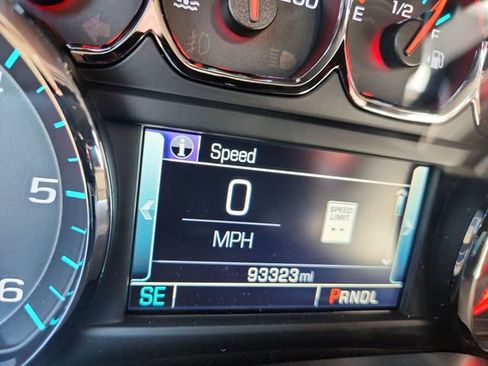 E
1/2
F
5
6
Speed
0
MPH
SPEED
LIMIT
--
93323mi
SE
PRNDL